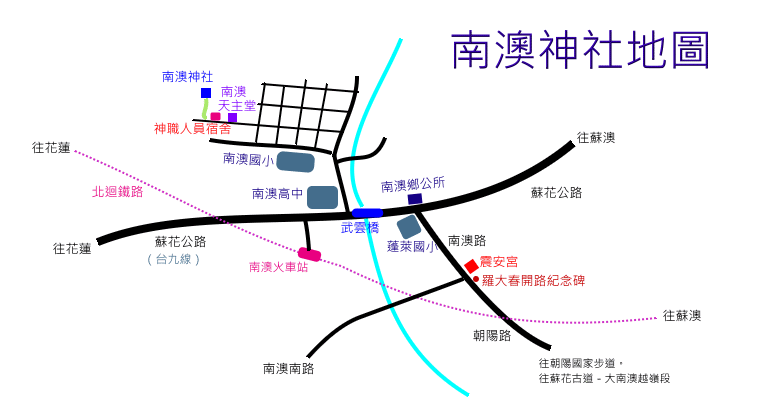 南澳神社地圖
南澳神社
南澳
天主堂
神職人員宿舍
往花蓮
往蘇澳
南澳國小
北迴鐵路
南澳高中
南澳鄉公所
蘇花公路
武雲橋
蓬萊國小
南澳路
往花蓮
蘇花公路
(台九線)
南澳火車站
震安宮
羅大春開路紀念碑
往蘇澳
朝陽路
南澳南路
往朝陽國家步道，
往蘇花古道－大南澳越嶺段